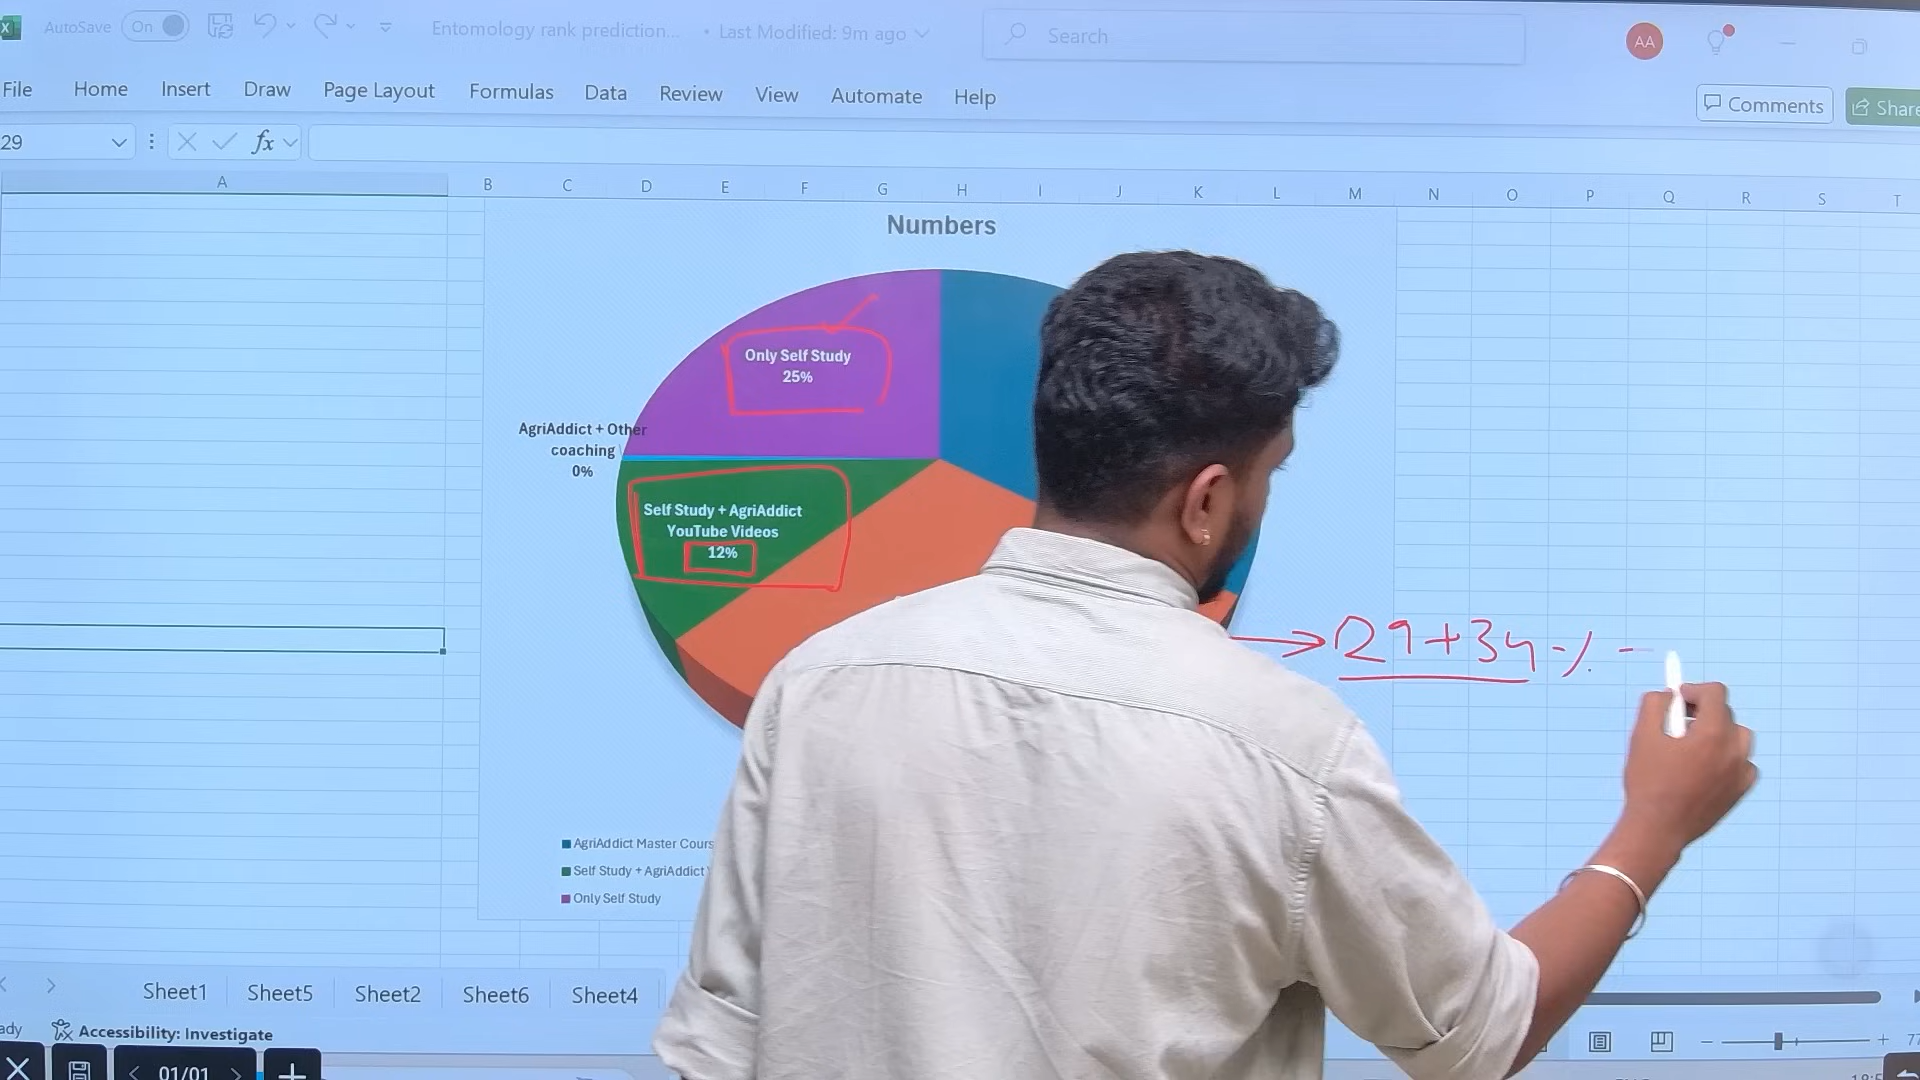 AutoSave On Entomology rank prediction... • Last Modified: 9m ago Search AA
File Home Insert Draw Page Layout Formulas Data Review View Automate Help Comments Share
29 fx
A B C D E F G H I J K L M N O P Q R S T
Numbers
Only Self Study
25%
AgriAddict + Other
coaching
0%
Self Study + AgriAddict
YouTube Videos
12%
29+34% -
AgriAddict Master Cours
Self Study + AgriAddict
Only Self Study
Sheet1 Sheet5 Sheet2 Sheet6 Sheet4
ady Accessibility: Investigate
01/01